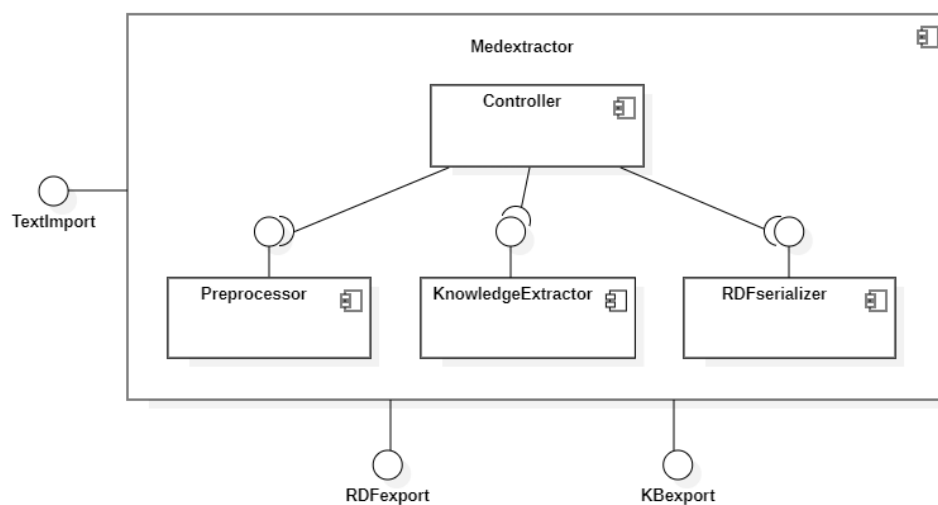 Medextractor
Controller
TextImport
Preprocessor
KnowledgeExtractor
RDFserializer
RDFexport
KBexport